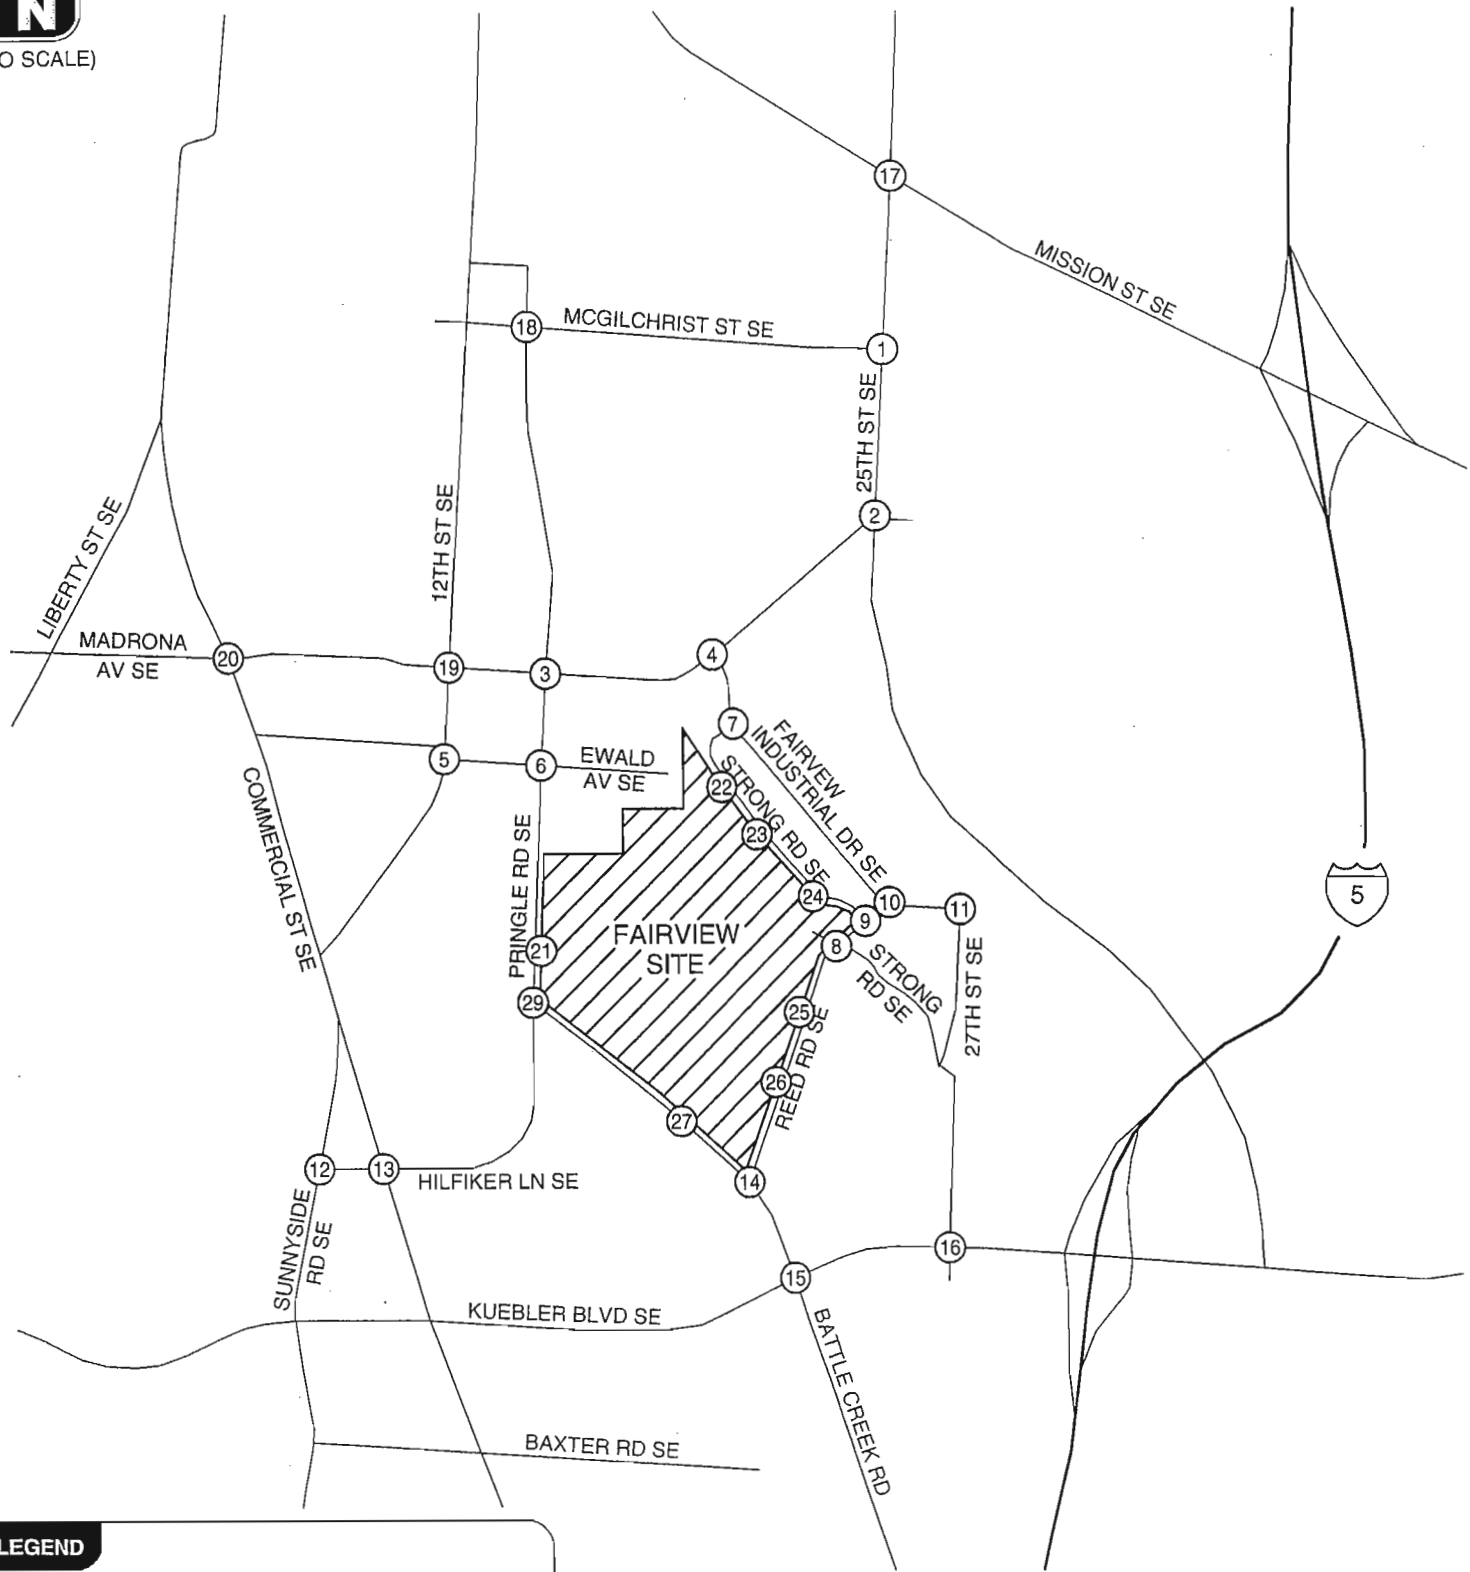 N
O SCALE)
17
MISSION ST SE
18
MCGILCHRIST ST SE
1
25TH ST SE
2
LIBERTY ST SE
12TH ST SE
MADRONA
AV SE
20
19
3
4
7
FAIRVIEW
INDUSTRIAL DR SE
5
6
EWALD
AV SE
22
STRONG RD SE
23
COMMERCIAL ST SE
PRINGLE RD SE
24
10
11
9
8
5
FAIRVIEW
SITE
21
STRONG
RD SE
27TH ST SE
29
25
REED RD SE
26
27
12
13
HILFIKER LN SE
14
SUNNYSIDE
RD SE
16
15
KUEBLER BLVD SE
BATTLE CREEK RD
BAXTER RD SE
LEGEND